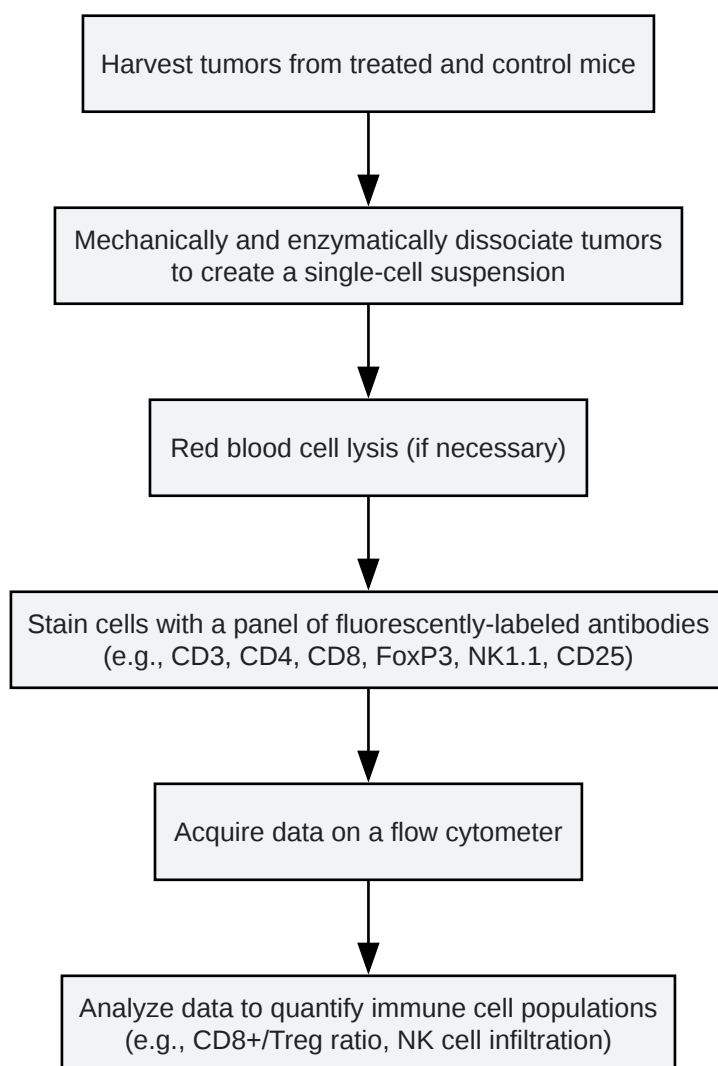 Harvest tumors from treated and control mice
Mechanically and enzymatically dissociate tumors
to create a single-cell suspension
Red blood cell lysis (if necessary)
Stain cells with a panel of fluorescently-labeled antibodies
(e.g., CD3, CD4, CD8, FoxP3, NK1.1, CD25)
Acquire data on a flow cytometer
Analyze data to quantify immune cell populations
(e.g., CD8+/Treg ratio, NK cell infiltration)